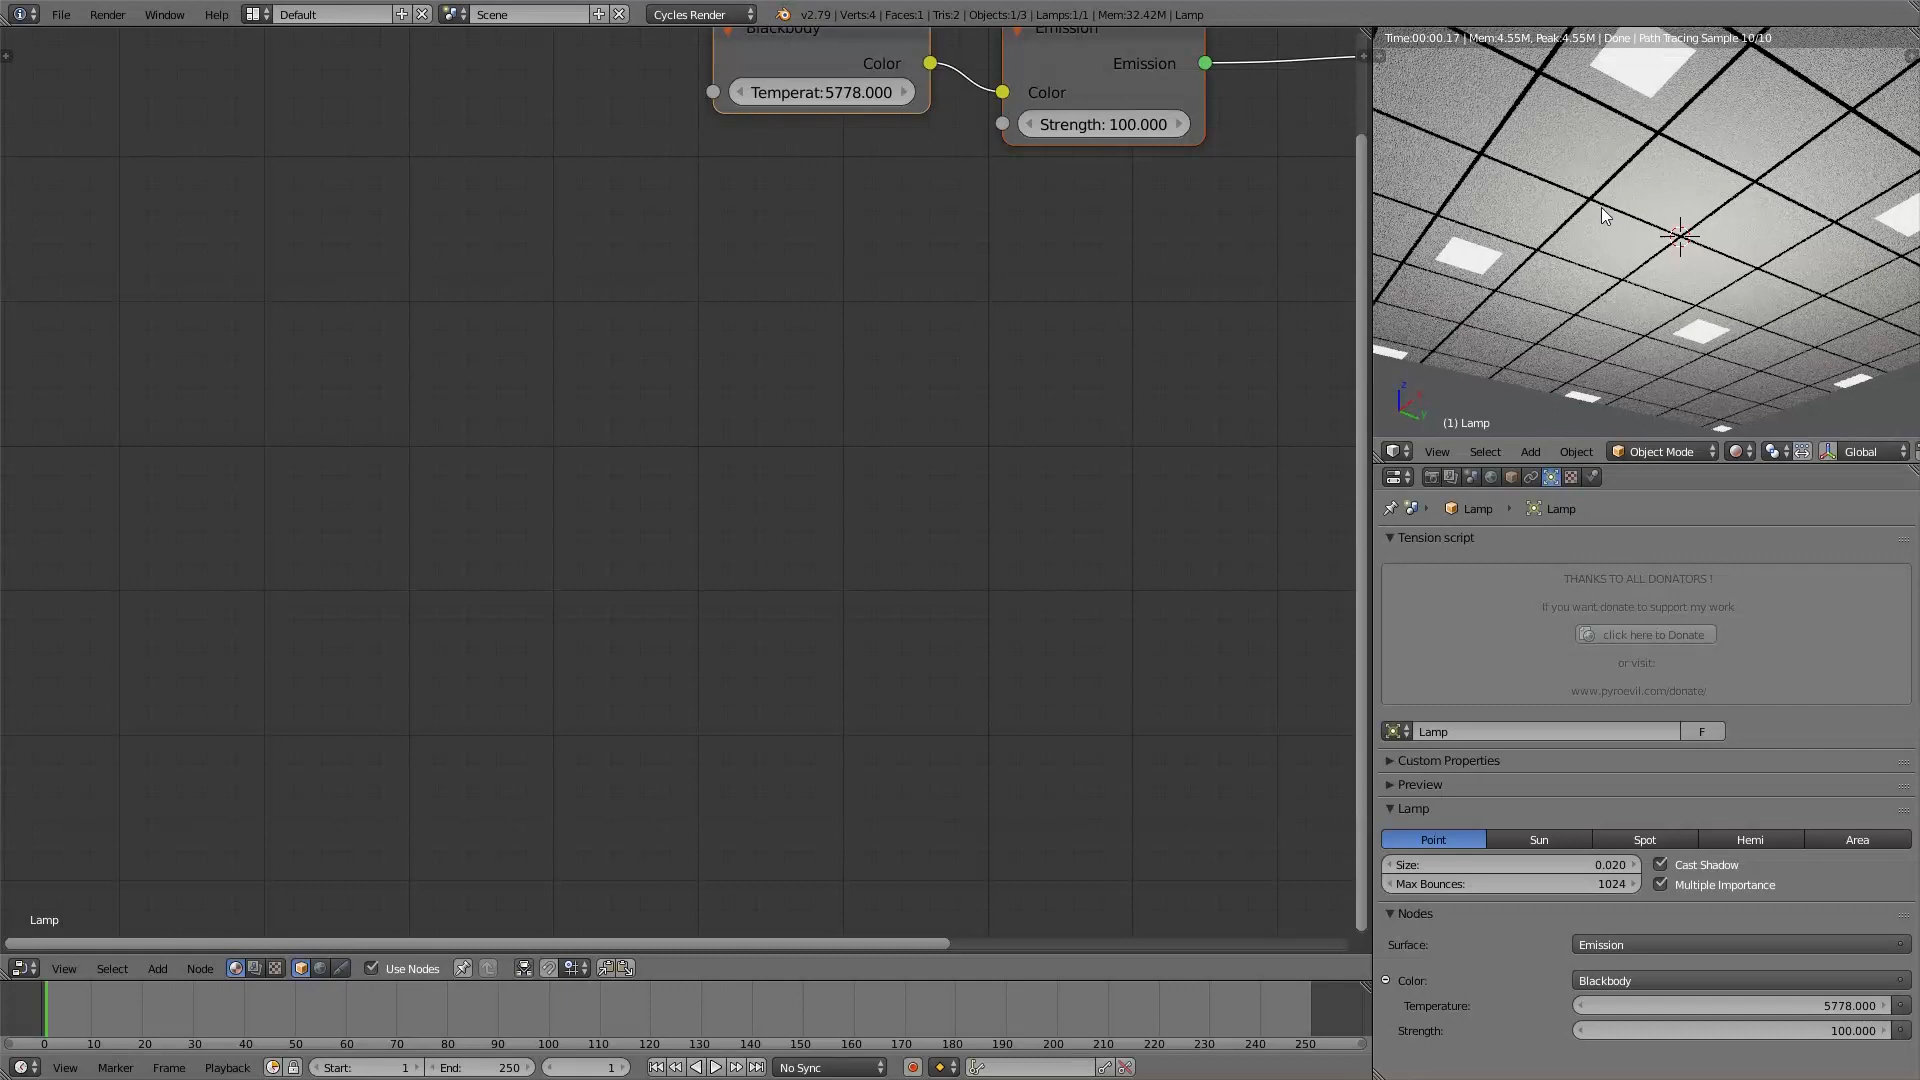 File Render Window Help Default Scene Cycles Render v2.79 | Verts:4 | Faces:1 | Tris:2 | Objects:1/3 | Lamps:1/1 | Mem:32.42M | Lamp
Blackbody
Color
Temperat:5778.000
Emission
Emission
Color
Strength: 100.000
Time:00:00.17 | Mem:4.55M, Peak:4.55M | Done | Path Tracing Sample 10/10
z
y
(1) Lamp
View Select Add Object Object Mode Global
Lamp Lamp
Tension script
THANKS TO ALL DONATORS !
If you want donate to support my work
click here to Donate
or visit:
www.pyroevil.com/donate/
Lamp F
Custom Properties
Preview
Lamp
Point Sun Spot Hemi Area
Size: 0.020 Cast Shadow
Max Bounces: 1024 Multiple Importance
Nodes
Surface: Emission
Color: Blackbody
Temperature: 5778.000
Strength: 100.000
Lamp
View Select Add Node Use Nodes
0 10 20 30 40 50 60 70 80 90 100 110 120 130 140 150 160 170 180 190 200 210 220 230 240 250
View Marker Frame Playback Start: 1 End: 250 1 No Sync